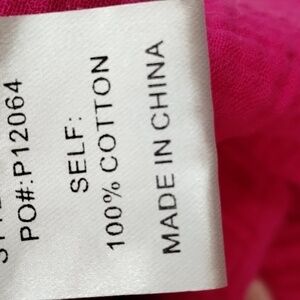 PO#:P12064
SELF:
100% COTTON
MADE IN CHINA